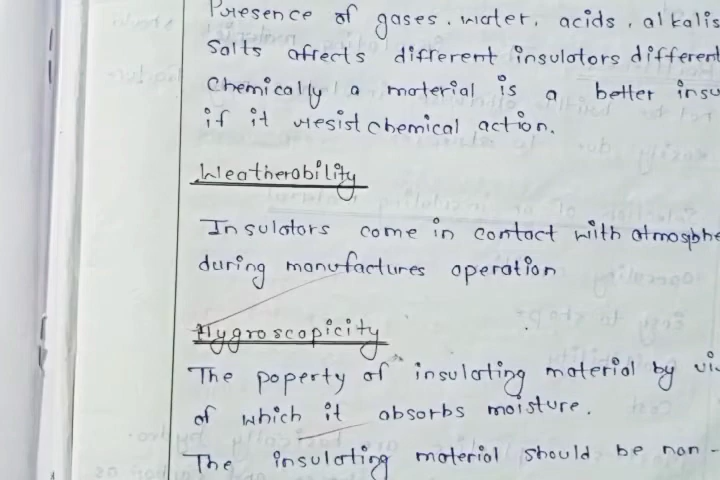 Presence of gases, water, acids, alkalis
Salts affects different insulators different
Chemically a material is a better insu
if it resist chemical action.
Weatherability
Insulators come in contact with atmosphe
during manufactures operation
Hygroscopicity
The poperty of insulating material by vi
of which it absorbs moisture.
The insulating material should be non-